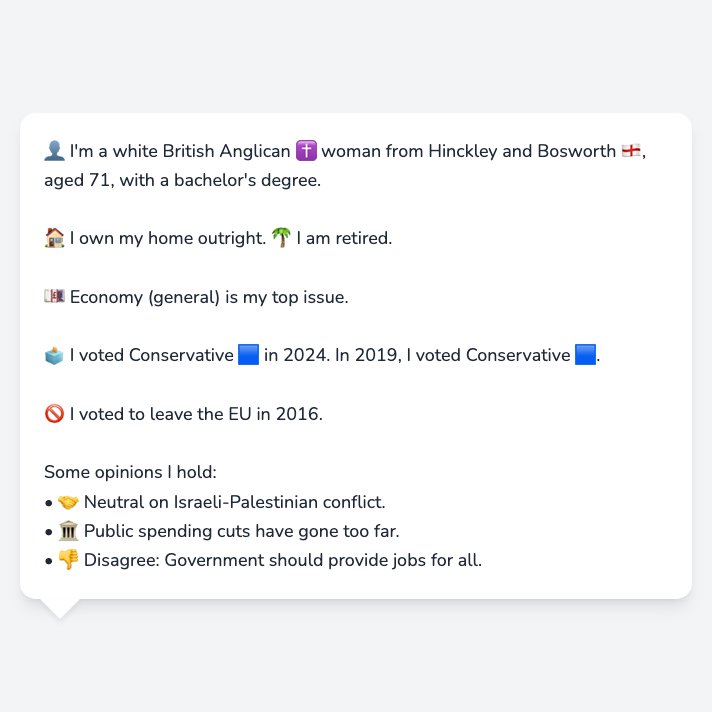 👤 I'm a white British Anglican ✝️ woman from Hinckley and Bosworth 🏴󠁧󠁢󠁥󠁮󠁧󠁿,
aged 71, with a bachelor's degree.
🏠 I own my home outright. 🌴 I am retired.
💷 Economy (general) is my top issue.
🗳️ I voted Conservative 🟦 in 2024. In 2019, I voted Conservative 🟦.
🚫 I voted to leave the EU in 2016.
Some opinions I hold:
• 🤝 Neutral on Israeli-Palestinian conflict.
• 🏛️ Public spending cuts have gone too far.
• 👎 Disagree: Government should provide jobs for all.